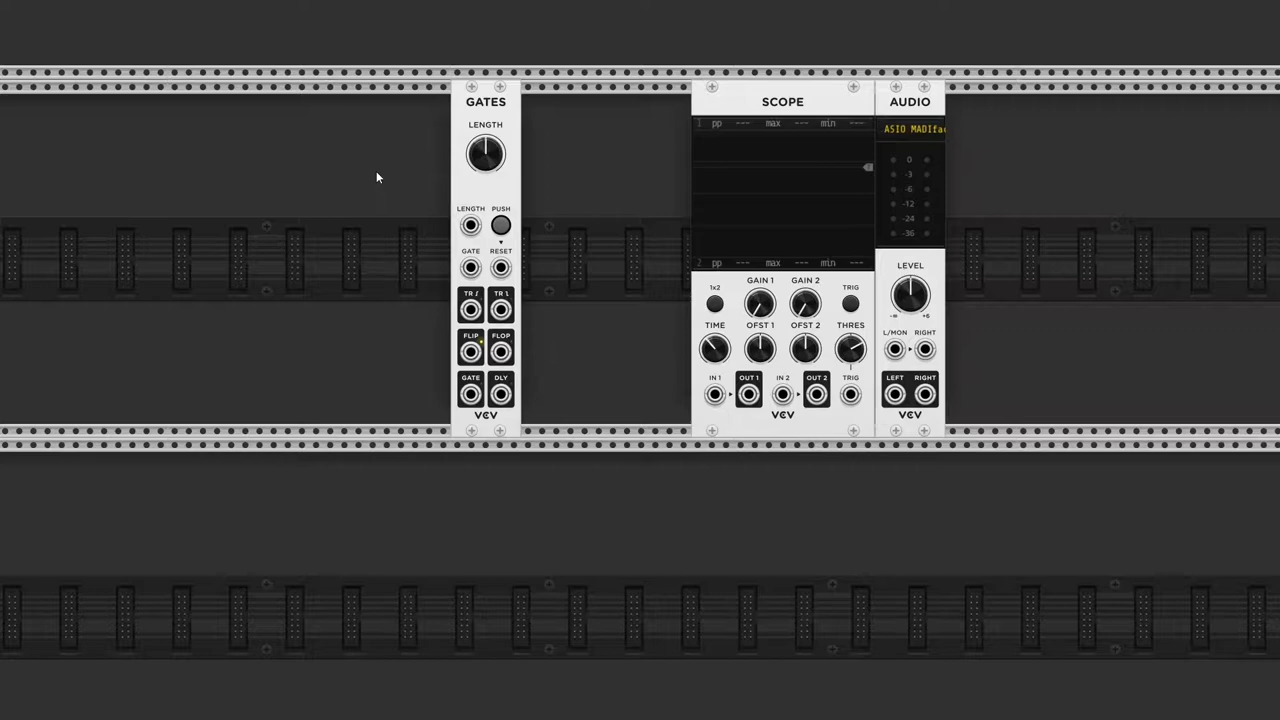 GATES
LENGTH
LENGTH PUSH
GATE RESET
TR TR
FLIP FLOP
GATE DLY
VCV
SCOPE
1 pp --- max --- min ---
2 pp --- max --- min ---
1x2 GAIN 1 GAIN 2 TRIG
TIME OFST 1 OFST 2 THRES
IN 1 OUT 1 IN 2 OUT 2 TRIG
VCV
AUDIO
ASIO MADIfa
0
-3
-6
-12
-24
-36
LEVEL
-∞ +6
L/MON RIGHT
LEFT RIGHT
VCV